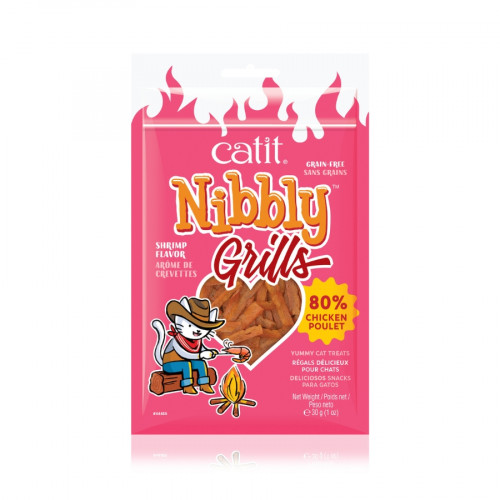 catit®
GRAIN-FREE
SANS GRAINS
Nibbly™
Grills
SHRIMP
FLAVOR
ARÔME DE
CREVETTES
80%
CHICKEN
POULET
YUMMY CAT TREATS
RÉGALS DÉLICIEUX
POUR CHATS
DELICIOSOS SNACKS
PARA GATOS
Net Weight / Poids net /
Peso neto
℮ 30 g (1 oz)